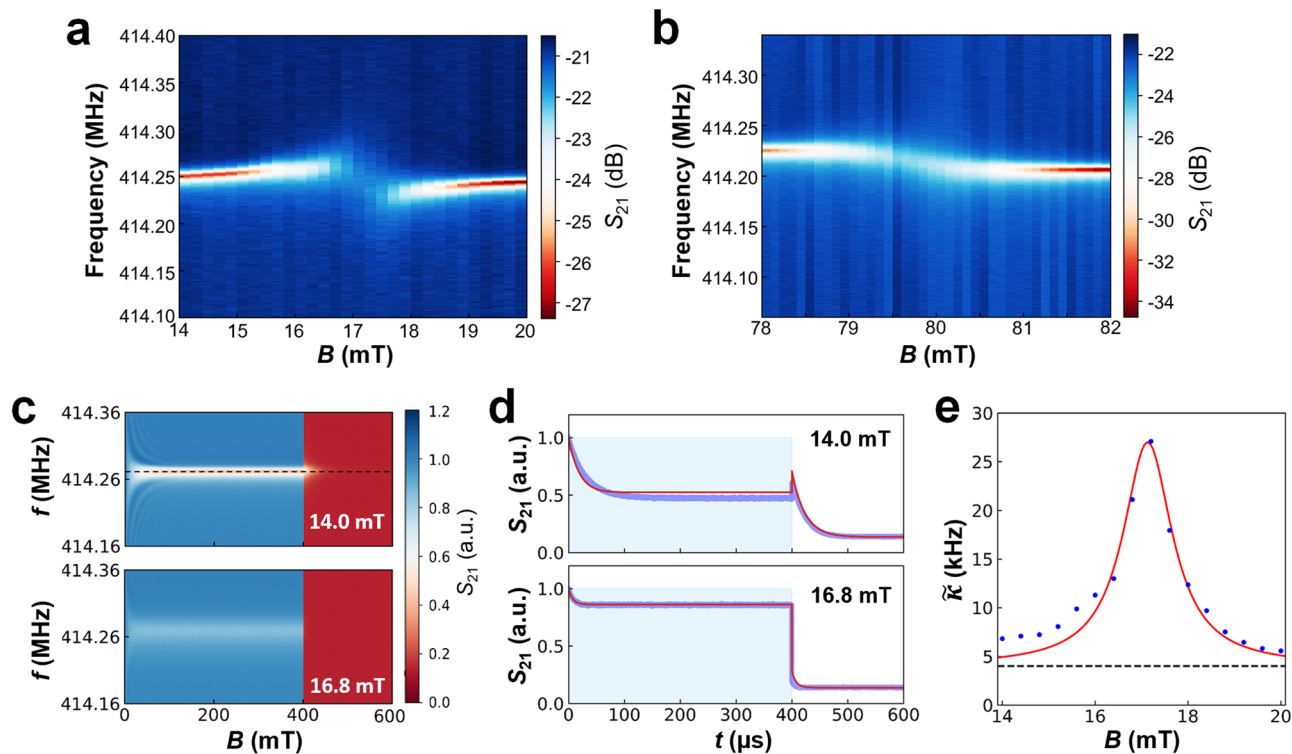 a
414.40
414.35
414.30
414.25
414.20
414.15
414.10
Frequency (MHz)
14 15 16 17 18 19 20
B (mT)
-21
-22
-23
-24
-25
-26
-27
S21 (dB)
b
414.30
414.25
414.20
414.15
414.10
Frequency (MHz)
78 79 80 81 82
B (mT)
-22
-24
-26
-28
-30
-32
-34
S21 (dB)
c
414.36
414.26
414.16
f (MHz)
14.0 mT
414.36
414.26
414.16
f (MHz)
16.8 mT
0 200 400 600
B (mT)
1.2
1.0
0.8
0.6
0.4
0.2
0.0
S21 (a.u.)
d
1.0
0.5
0.0
S21 (a.u.)
14.0 mT
1.0
0.5
0.0
S21 (a.u.)
16.8 mT
0 100 200 300 400 500 600
t (μs)
e
30
25
20
15
10
5
0
κ̃ (kHz)
14 16 18 20
B (mT)